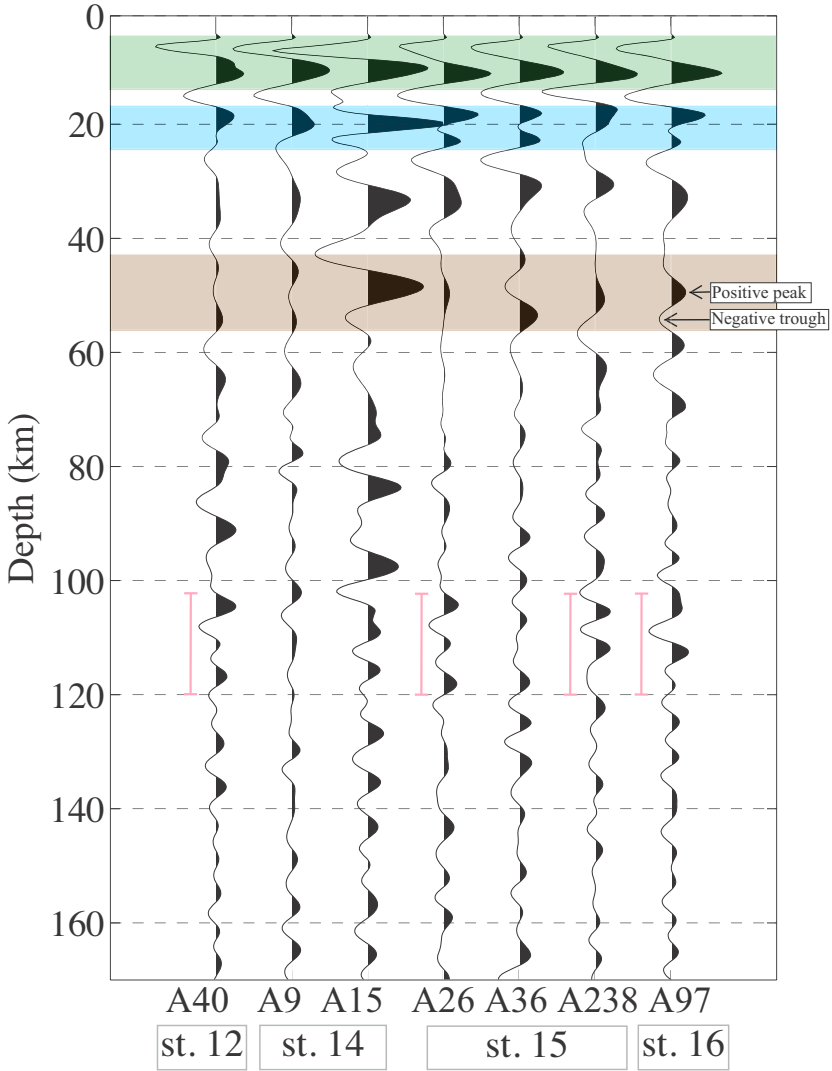 0
20
40
Positive peak
Negative trough
60
80
100
120
140
160
Depth (km)
A40 A9 A15 A26 A36 A238 A97
st. 12 st. 14 st. 15 st. 16